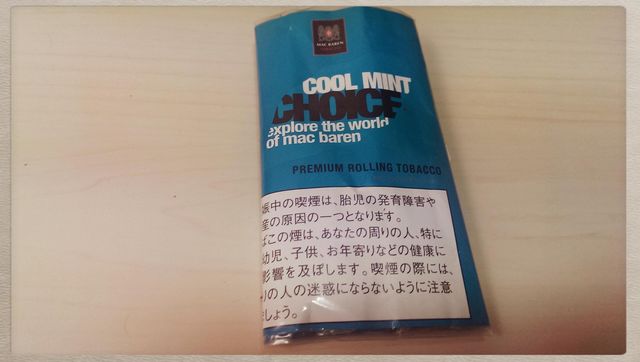 MAC BAREN
COOL MINT
CHOICE
explore the world
of mac baren
PREMIUM ROLLING TOBACCO
娠中の喫煙は、胎児の発育障害や
産の原因の一つとなります。
ばこの煙は、あなたの周りの人、特に
幼児、子供、お年寄りなどの健康に
影響を及ぼします。喫煙の際には、
りの人の迷惑にならないように注意
ましょう。